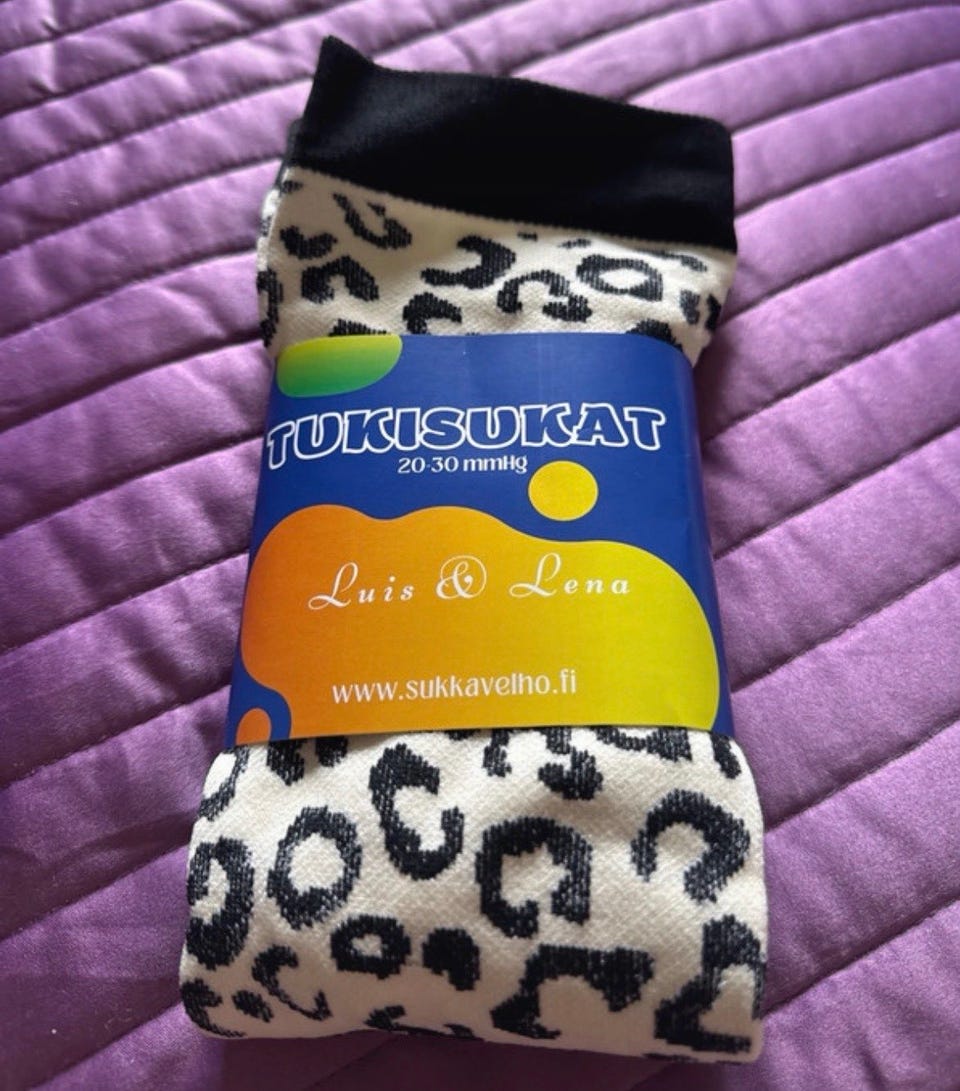 TUKISUKAT
20-30 mmHg
Luis & Lena
www.sukkavelho.fi